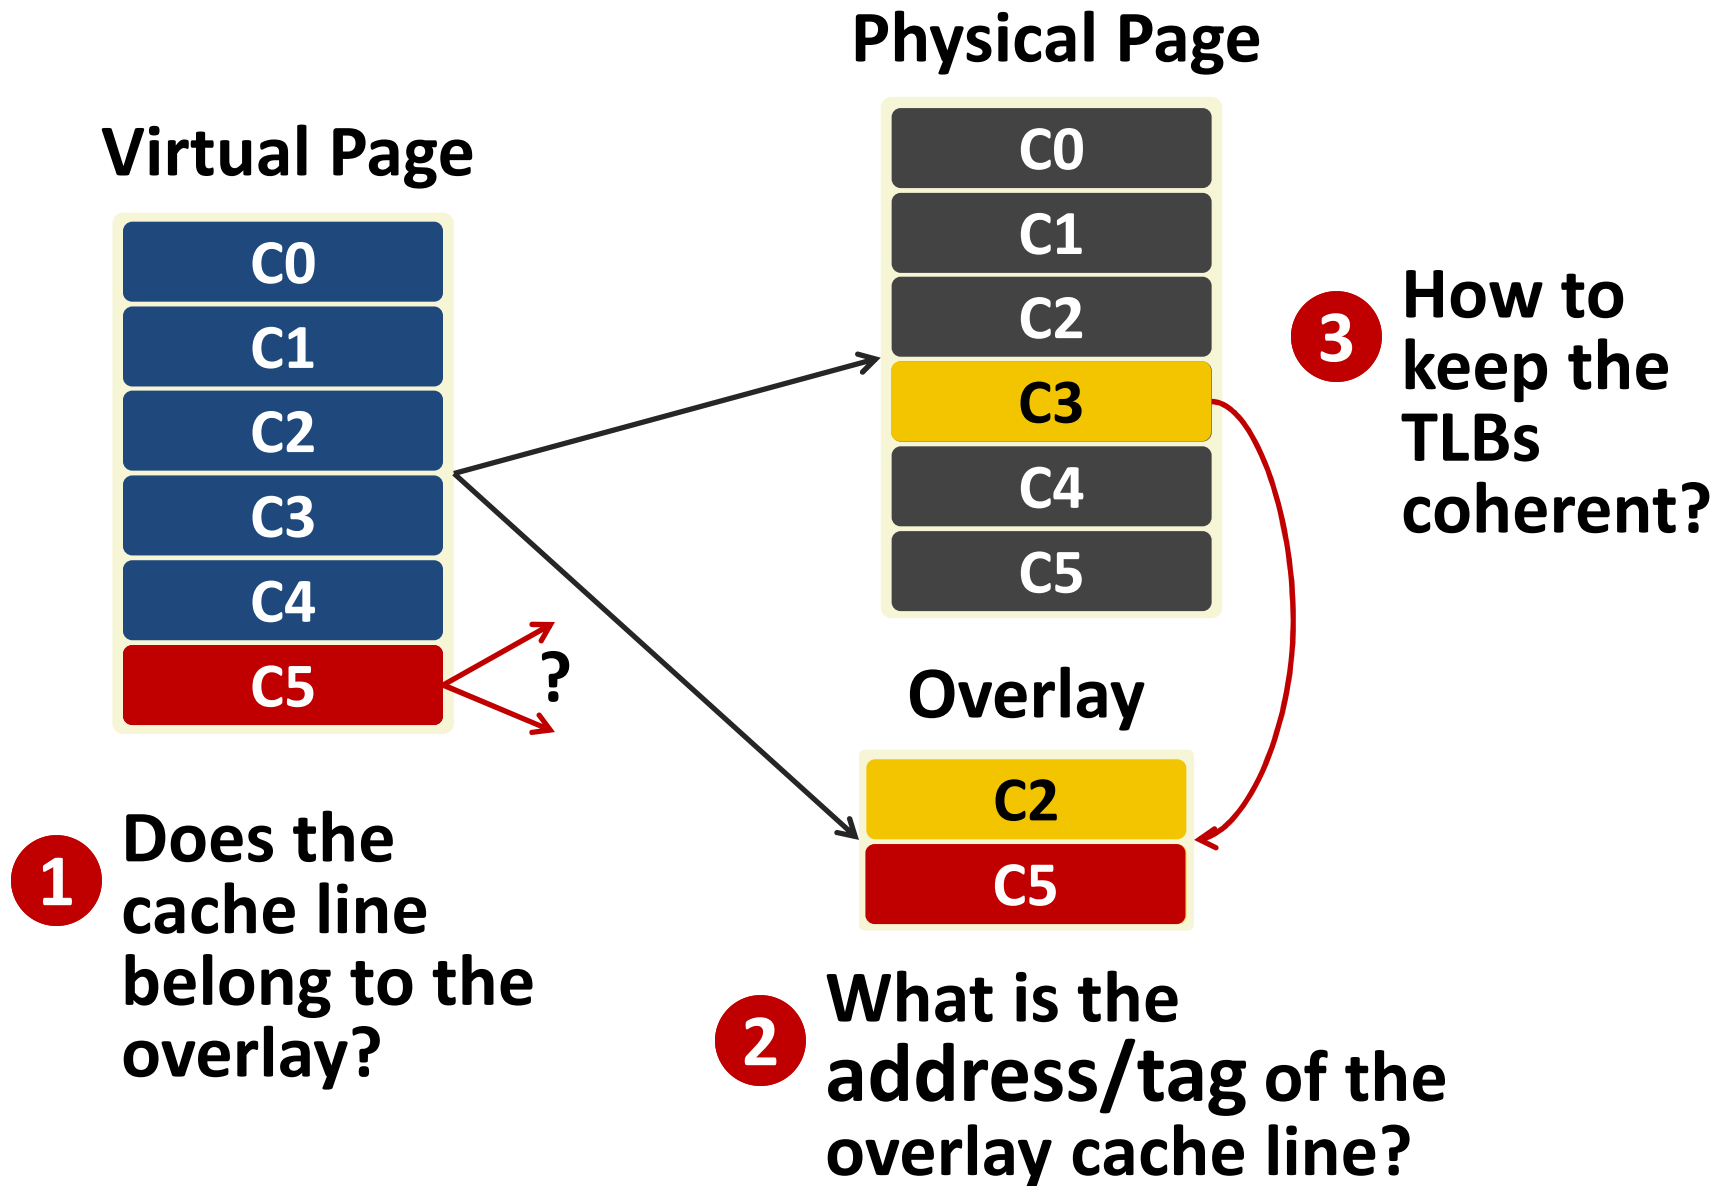 Virtual Page
C0
C1
C2
C3
C4
C5
?
1
Does the
cache line
belong to the
overlay?
Physical Page
C0
C1
C2
C3
C4
C5
Overlay
C2
C5
2
What is the
address/tag of the
overlay cache line?
3
How to
keep the
TLBs
coherent?